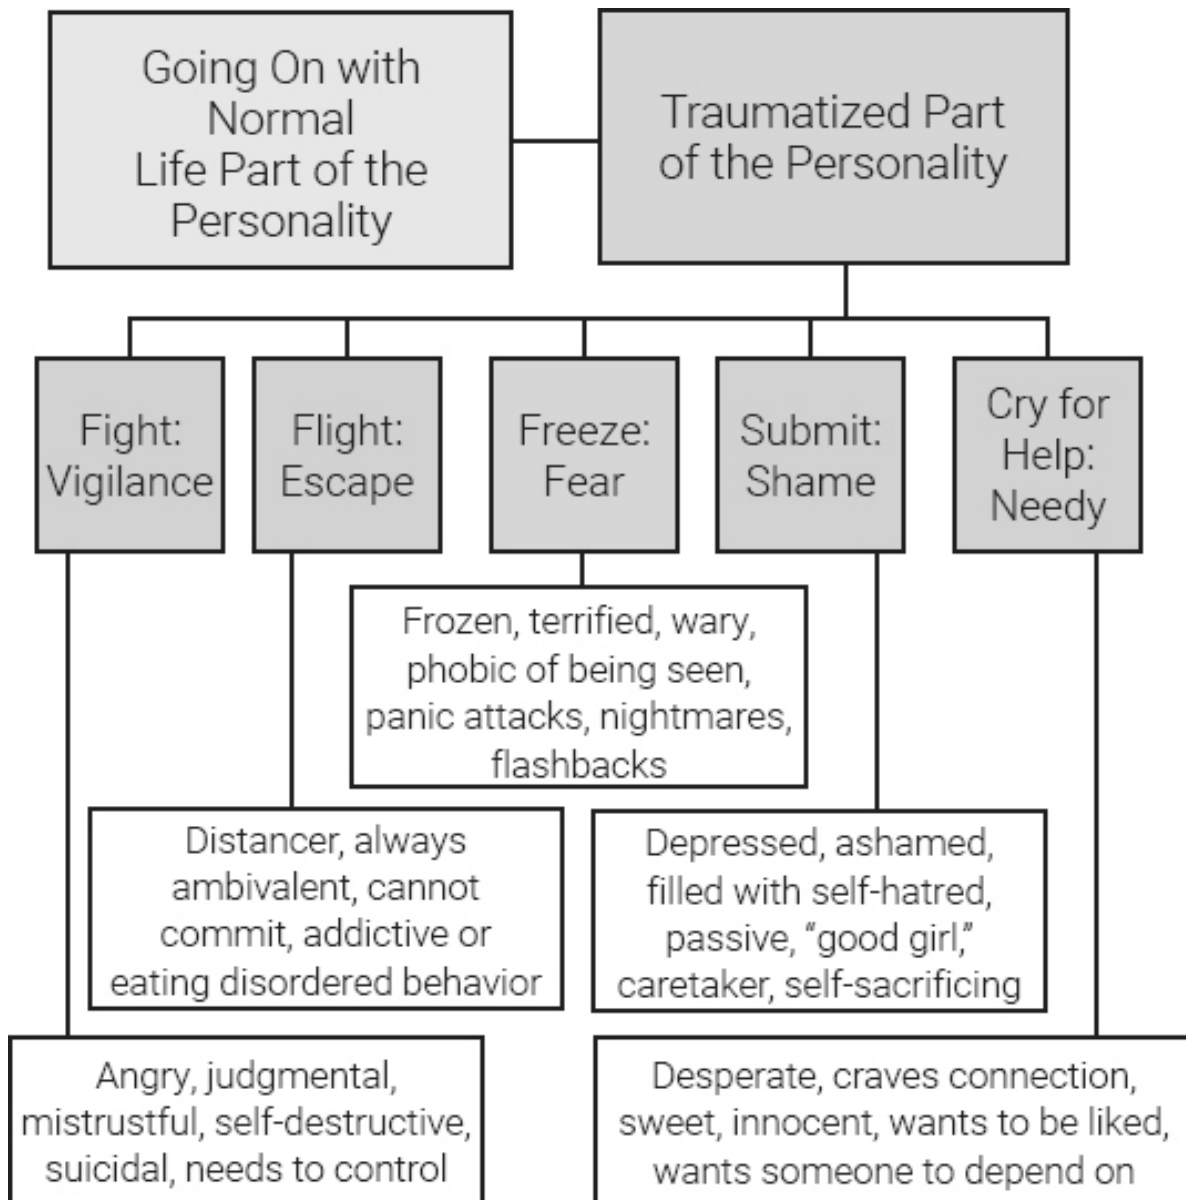 Going On with
Normal
Life Part of the
Personality
Traumatized Part
of the Personality
Fight:
Vigilance
Flight:
Escape
Freeze:
Fear
Submit:
Shame
Cry for
Help:
Needy
Frozen, terrified, wary,
phobic of being seen,
panic attacks, nightmares,
flashbacks
Distancer, always
ambivalent, cannot
commit, addictive or
eating disordered behavior
Depressed, ashamed,
filled with self-hatred,
passive, “good girl,”
caretaker, self-sacrificing
Angry, judgmental,
mistrustful, self-destructive,
suicidal, needs to control
Desperate, craves connection,
sweet, innocent, wants to be liked,
wants someone to depend on